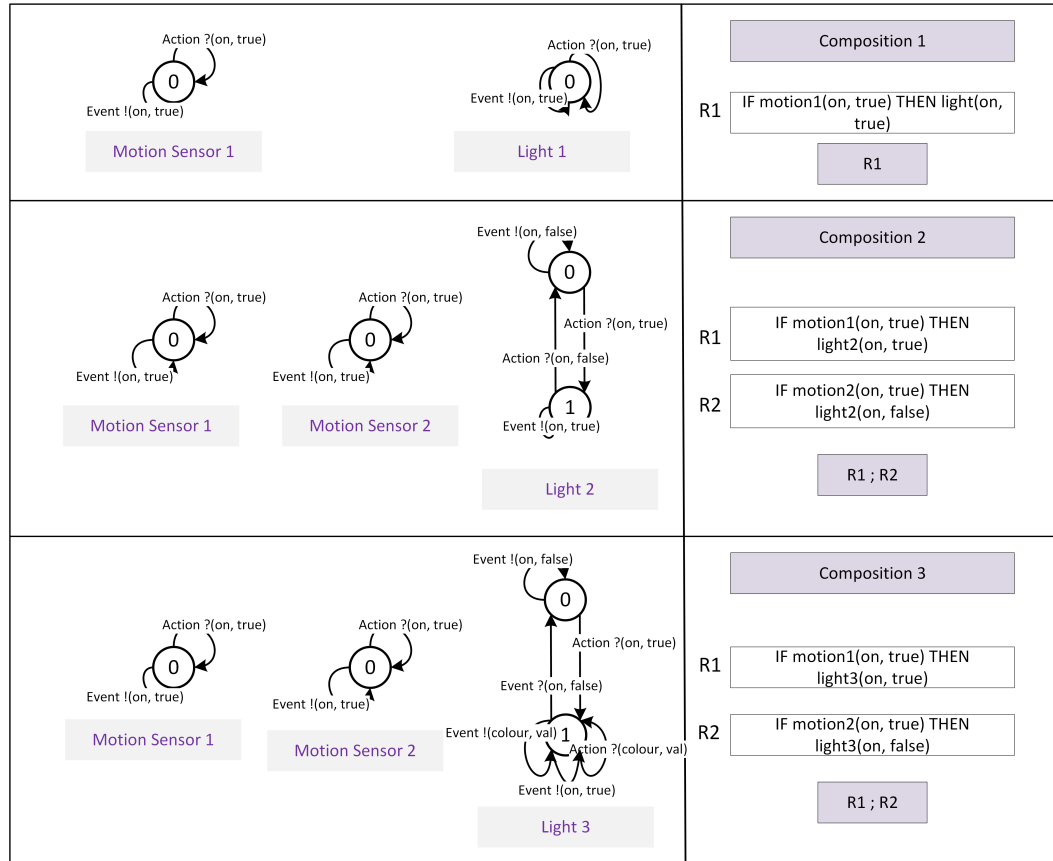 Action ?(on, true)
0
Event !(on, true)
Motion Sensor 1
Action ?(on, true)
0
Event !(on, true)
Light 1
Composition 1
R1
IF motion1(on, true) THEN light(on,
true)
R1
Action ?(on, true)
0
Event !(on, true)
Motion Sensor 1
Action ?(on, true)
0
Event !(on, true)
Motion Sensor 2
Event !(on, false)
0
Action ?(on, true)
Action ?(on, false)
1
Event !(on, true)
Light 2
Composition 2
R1
IF motion1(on, true) THEN
light2(on, true)
R2
IF motion2(on, true) THEN
light2(on, false)
R1 ; R2
Action ?(on, true)
0
Event !(on, true)
Motion Sensor 1
Action ?(on, true)
0
Event !(on, true)
Motion Sensor 2
Event !(on, false)
0
Action ?(on, true)
Event ?(on, false)
Event !(colour, val)
1
Action ?(colour, val)
Event !(on, true)
Light 3
Composition 3
R1
IF motion1(on, true) THEN
light3(on, true)
R2
IF motion2(on, true) THEN
light3(on, false)
R1 ; R2